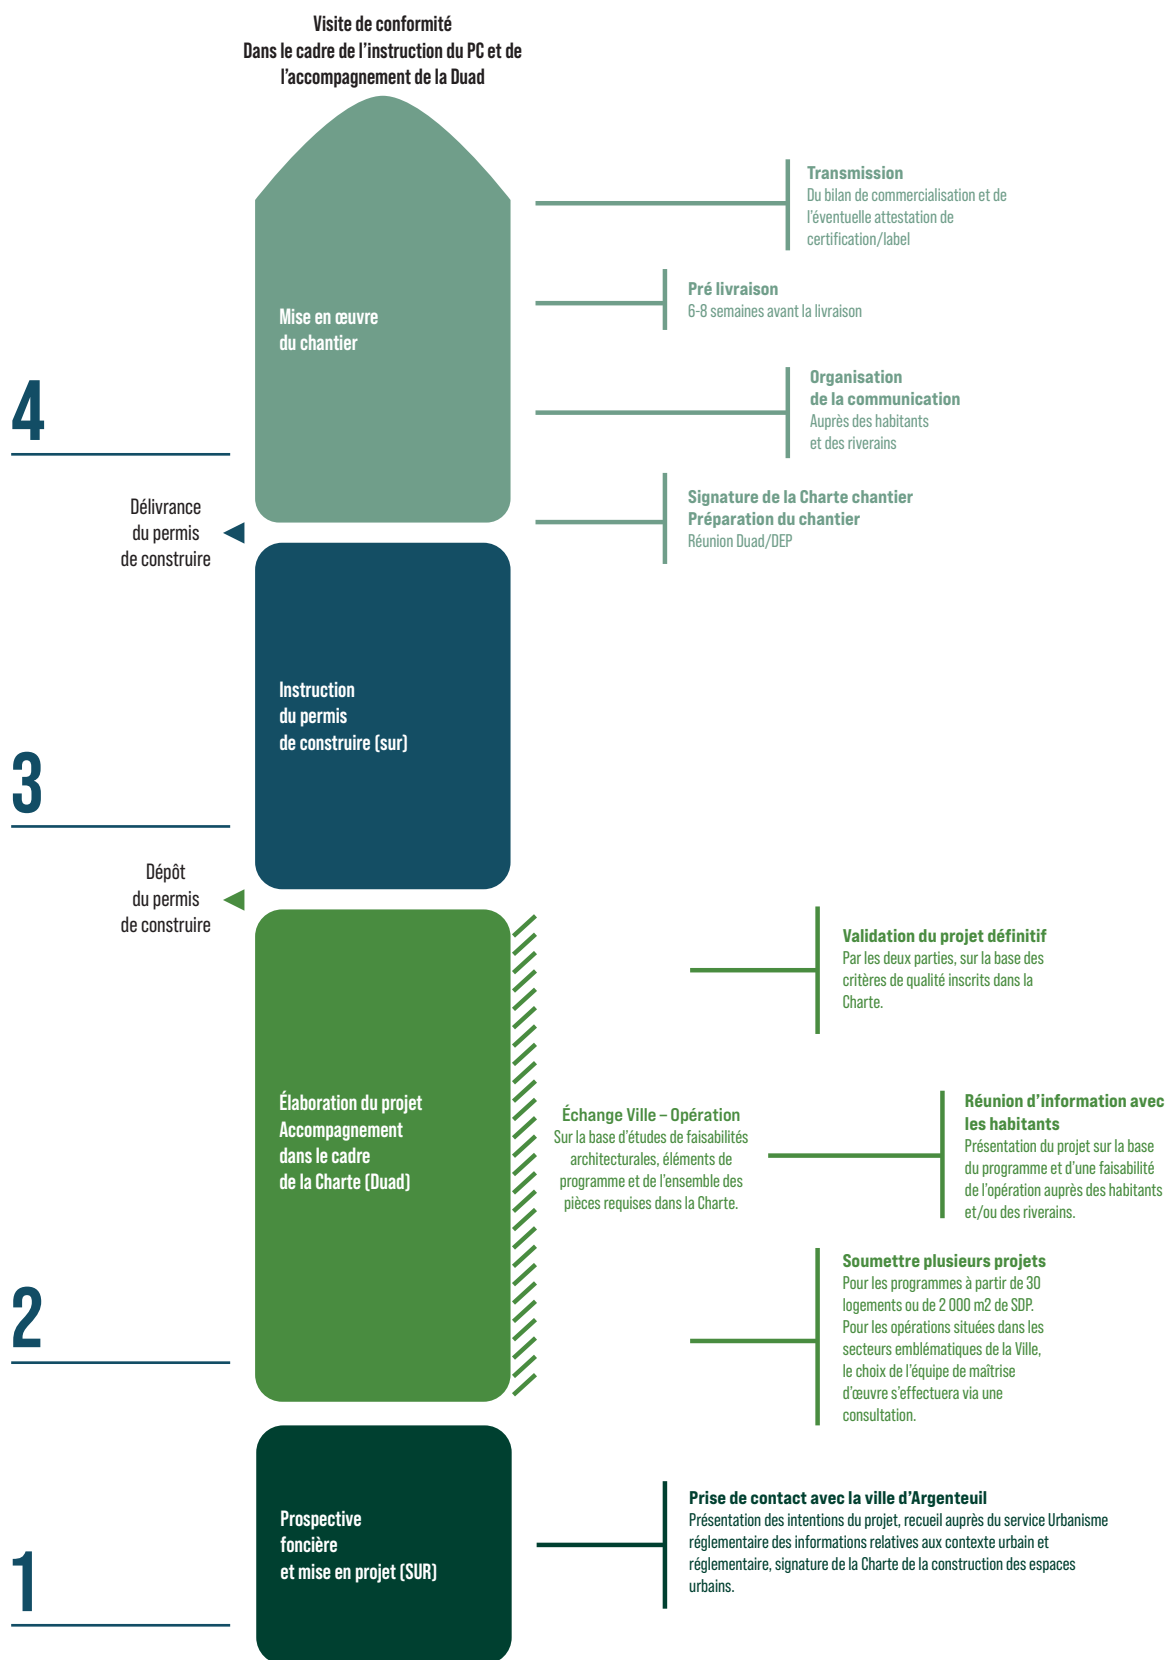 Visite de conformité
Dans le cadre de l'instruction du PC et de
l'accompagnement de la Duad
Transmission
Du bilan de commercialisation et de
l'éventuelle attestation de
certification/label
Pré livraison
6-8 semaines avant la livraison
Mise en œuvre
du chantier
Organisation
de la communication
Auprès des habitants
et des riverains
4
Signature de la Charte chantier
Préparation du chantier
Réunion Duad/DEP
Délivrance
du permis
de construire
Instruction
du permis
de construire (sur)
3
Dépôt
du permis
de construire
Validation du projet définitif
Par les deux parties, sur la base des
critères de qualité inscrits dans la
Charte.
Élaboration du projet
Accompagnement
dans le cadre
de la Charte (Duad)
Échange Ville – Opération
Sur la base d'études de faisabilités
architecturales, éléments de
programme et de l'ensemble des
pièces requises dans la Charte.
Réunion d'information avec
les habitants
Présentation du projet sur la base
du programme et d'une faisabilité
de l'opération auprès des habitants
et/ou des riverains.
Soumettre plusieurs projets
Pour les programmes à partir de 30
logements ou de 2 000 m2 de SDP.
Pour les opérations situées dans les
secteurs emblématiques de la Ville,
le choix de l'équipe de maîtrise
d'œuvre s'effectuera via une
consultation.
2
Prospective
foncière
et mise en projet (SUR)
Prise de contact avec la ville d'Argenteuil
Présentation des intentions du projet, recueil auprès du service Urbanisme
réglementaire des informations relatives aux contexte urbain et
réglementaire, signature de la Charte de la construction des espaces
urbains.
1